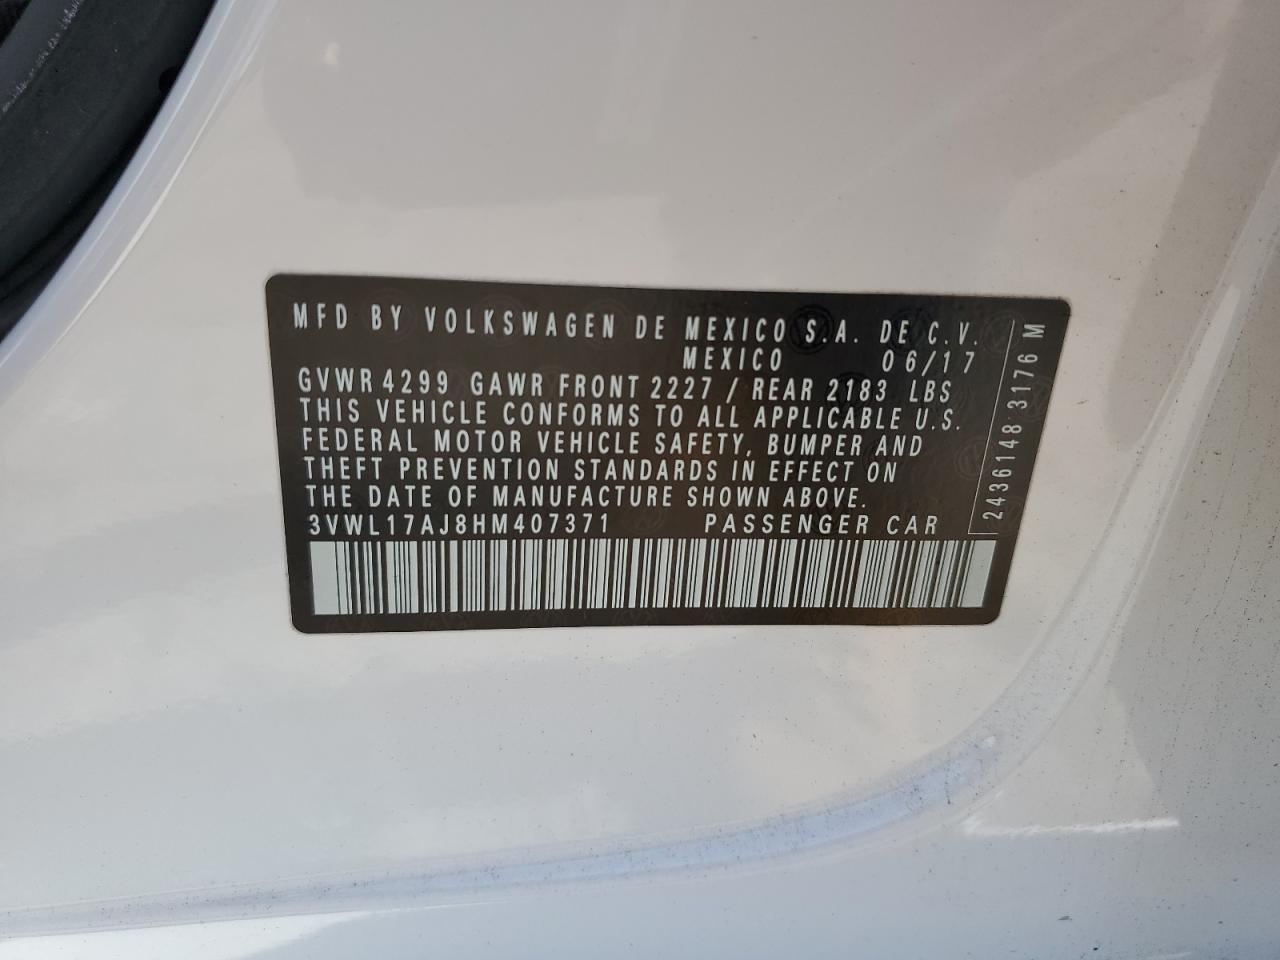 MFD BY VOLKSWAGEN DE MEXICO S.A. DE C.V.
MEXICO 06/17
GVWR 4299 GAWR FRONT 2227 / REAR 2183 LBS
THIS VEHICLE CONFORMS TO ALL APPLICABLE U.S.
FEDERAL MOTOR VEHICLE SAFETY, BUMPER AND
THEFT PREVENTION STANDARDS IN EFFECT ON
THE DATE OF MANUFACTURE SHOWN ABOVE.
3VWL17AJ8HM407371 PASSENGER CAR
2436148 3176 M